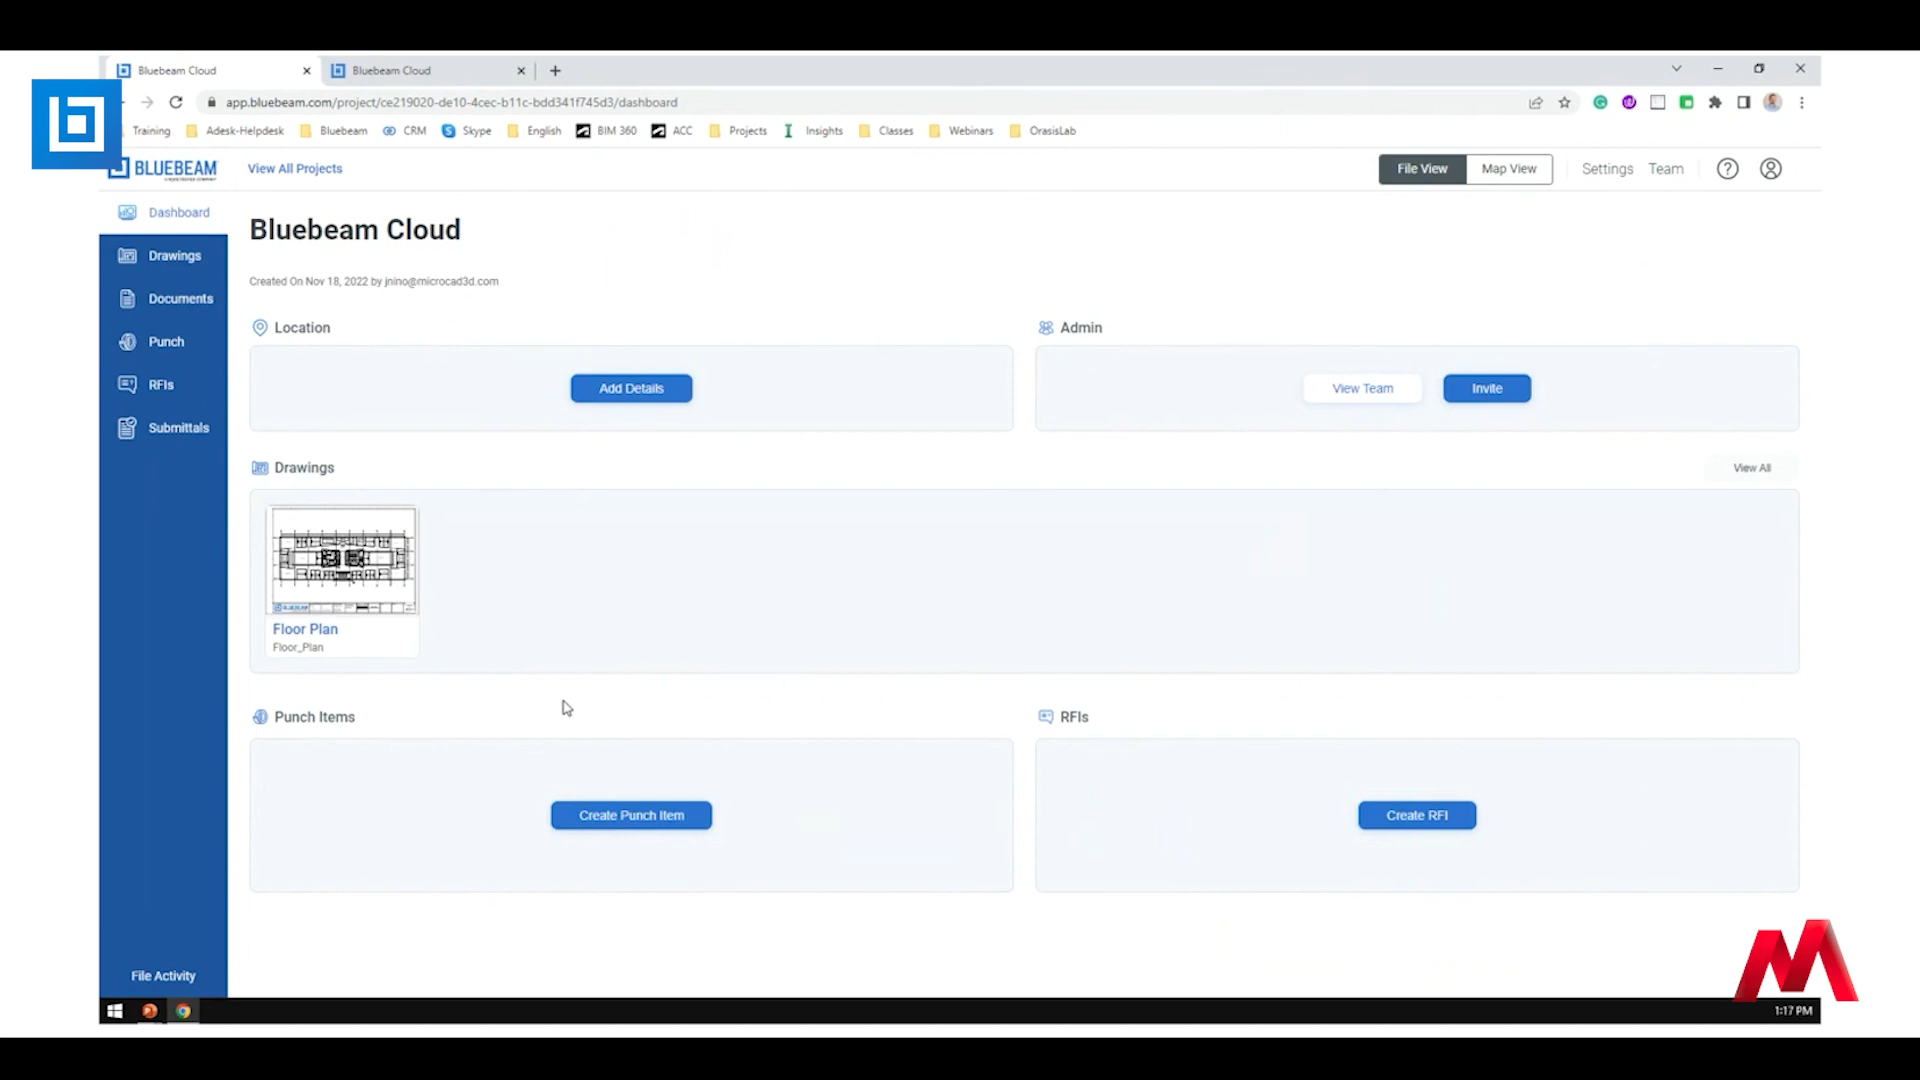 Bluebeam Cloud
Bluebeam Cloud
app.bluebeam.com/project/ce219020-de10-4cec-b11c-bdd341f745d3/dashboard
Training Adesk-Helpdesk Bluebeam CRM Skype English BIM 360 ACC Projects Insights Classes Webinars OrasisLab
BLUEBEAM View All Projects File View Map View Settings Team
Dashboard
Drawings
Documents
Punch
RFIs
Submittals
File Activity
Bluebeam Cloud
Created On Nov 18, 2022 by jnino@microcad3d.com
Location
Add Details
Admin
View Team Invite
Drawings View All
Floor Plan
Floor_Plan
Punch Items
Create Punch Item
RFIs
Create RFI
1:17 PM